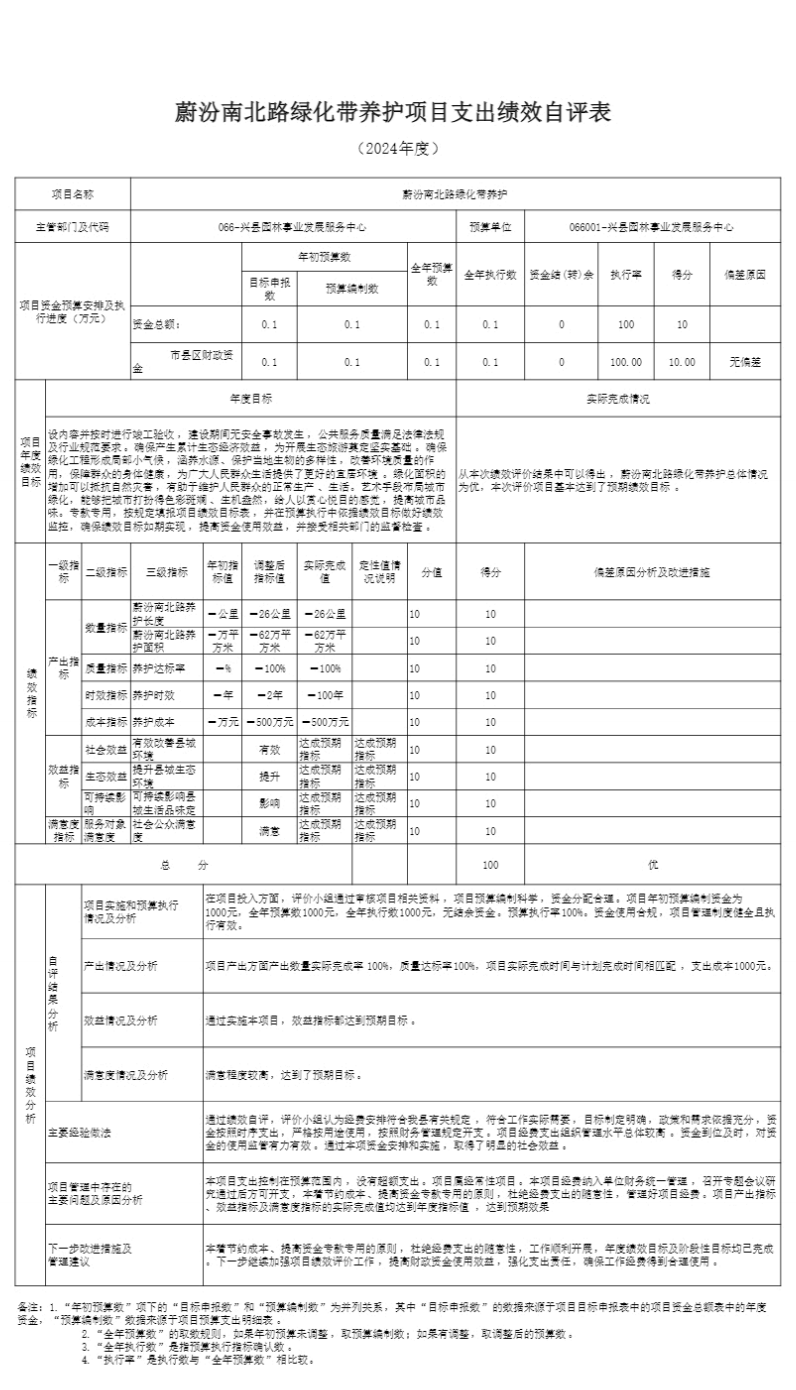 蔚汾南北路绿化带养护项目支出绩效自评表
（2024年度）
项目名称 蔚汾南北路绿化带养护
主管部门及代码 066-兴县园林事业发展服务中心 预算单位 066001-兴县园林事业发展服务中心
项目资金预算安排及执行进度（万元）
年初预算数 全年预算数 全年执行数 资金结(转)余 执行率 得分 偏差原因
目标申报数 预算编制数
资金总额: 0.1 0.1 0.1 0.1 0 100 10
市县区财政资金 0.1 0.1 0.1 0.1 0 100.00 10.00 无偏差
项目年度绩效目标
年度目标 实际完成情况
设内容并按时进行竣工验收，建设期间无安全事故发生，公共服务质量满足法律法规
及行业规范要求。确保产生累计生态经济效益，为开展生态旅游奠定坚实基础。确保
绿化工程形成局部小气候，涵养水源、保护当地生物的多样性，改善环境质量的作
用，保障群众的身体健康，为广大人民群众生活提供了更好的宜居环境。绿化面积的
增加可以抵抗自然灾害，有助于维护人民群众的正常生产、生活。艺术手段布局城市
绿化，能够把城市打扮得色彩斑斓、生机盎然，给人以赏心悦目的感觉，提高城市品
味。专款专用，按规定填报项目绩效目标表，并在预算执行中依据绩效目标做好绩效
监控，确保绩效目标如期实现，提高资金使用效益，并接受相关部门的监督检查。
从本次绩效评价结果中可以得出，蔚汾南北路绿化带养护总体情况
为优，本次评价项目基本达到了预期绩效目标。
绩效指标
一级指标 二级指标 三级指标 年初指标值 调整后指标值 实际完成值 定性值情况说明 分值 得分 偏差原因分析及改进措施
产出指标 数量指标 蔚汾南北路养护长度 =公里 =26公里 =26公里 10 10
蔚汾南北路养护面积 =万平方米 =62万平方米 =62万平方米 10 10
质量指标 养护达标率 =% =100% =100% 10 10
时效指标 养护时效 =年 =2年 =100年 10 10
成本指标 养护成本 =万元 =500万元 =500万元 10 10
效益指标 社会效益 有效改善县城环境 有效 达成预期指标 达成预期指标 10 10
生态效益 提升县城生态环境 提升 达成预期指标 达成预期指标 10 10
可持续影响 可持续影响县城生活品味定 影响 达成预期指标 达成预期指标 10 10
满意度指标 服务对象满意度 社会公众满意度 满意 达成预期指标 达成预期指标 10 10
总 分 100 优
项目绩效分析
自评结果分析
项目实施和预算执行情况及分析
在项目投入方面，评价小组通过审核项目相关资料，项目预算编制科学，资金分配合理。项目年初预算编制资金为
1000元，全年预算数1000元，全年执行数1000元，无结余资金。预算执行率100%。资金使用合规，项目管理制度健全且执
行有效。
产出情况及分析 项目产出方面产出数量实际完成率 100%，质量达标率100%，项目实际完成时间与计划完成时间相匹配，支出成本1000元。
效益情况及分析 通过实施本项目，效益指标都达到预期目标。
满意度情况及分析 满意程度较高，达到了预期目标。
主要经验做法
通过绩效自评，评价小组认为经费安排符合我县有关规定，符合工作实际需要，目标制定明确，政策和需求依据充分，资
金按照时序支出，严格按用途使用，按照财务管理规定开支。项目经费支出组织管理水平总体较高。资金到位及时，对资
金的使用监管有力有效。通过本项资金安排和实施，取得了明显的社会效益。
项目管理中存在的主要问题及原因分析
本项目支出控制在预算范围内，没有超额支出。项目属经常性项目。本项目经费纳入单位财务统一管理，召开专题会议研
究通过后方可开支，本着节约成本、提高资金专款专用的原则，杜绝经费支出的随意性，管理好项目经费。项目产出指标
、效益指标及满意度指标的实际完成值均达到年度指标值，达到预期效果
下一步改进措施及管理建议
本着节约成本、提高资金专款专用的原则，杜绝经费支出的随意性，工作顺利开展，年度绩效目标及阶段性目标均已完成
。下一步继续加强项目绩效评价工作，提高财政资金使用效益，强化支出责任，确保工作经费得到合理使用。
备注：1.“年初预算数”项下的“目标申报数”和“预算编制数”为并列关系，其中“目标申报数”的数据来源于项目目标申报表中的项目资金总额表中的年度
资金，“预算编制数”数据来源于项目预算支出明细表。
2.“全年预算数”的取数规则，如果年初预算未调整，取预算编制数；如果有调整，取调整后的预算数。
3.“全年执行数”是指预算执行指标确认数。
4.“执行率”是执行数与“全年预算数”相比较。